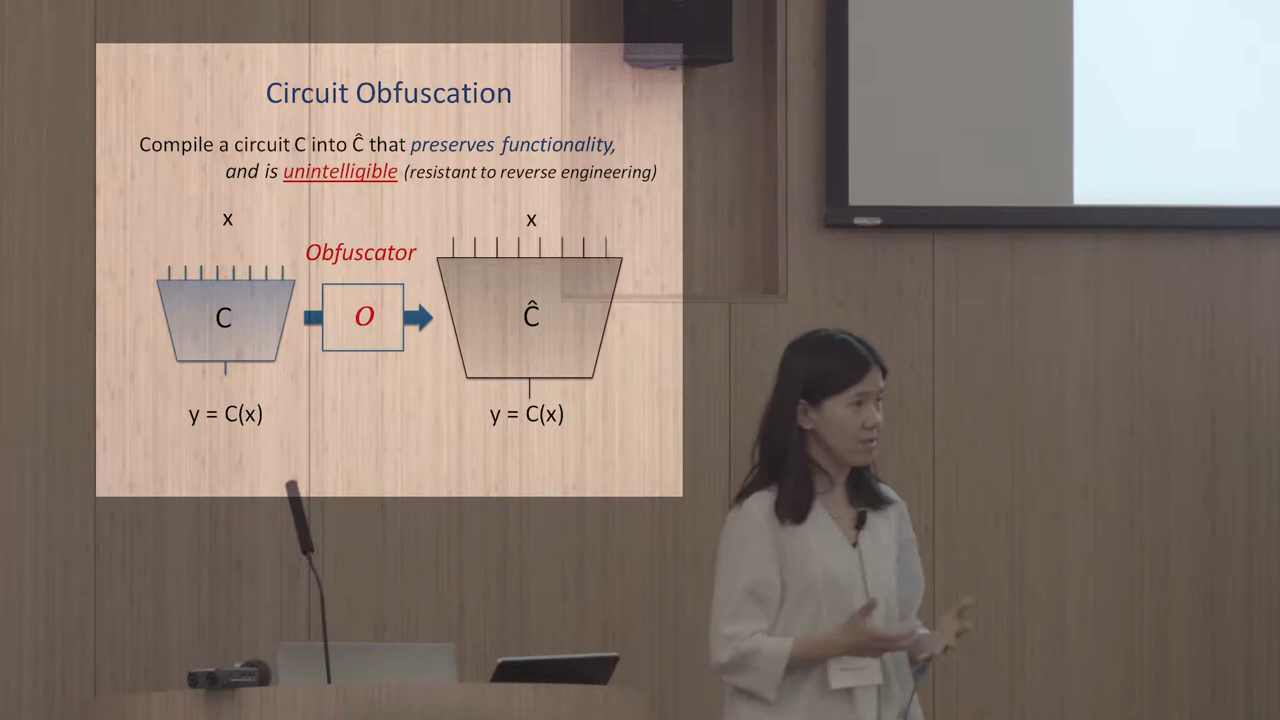 Circuit Obfuscation
Compile a circuit C into Ĉ that preserves functionality,
and is unintelligible (resistant to reverse engineering)
x
x
Obfuscator
C
O
Ĉ
y = C(x)
y = C(x)